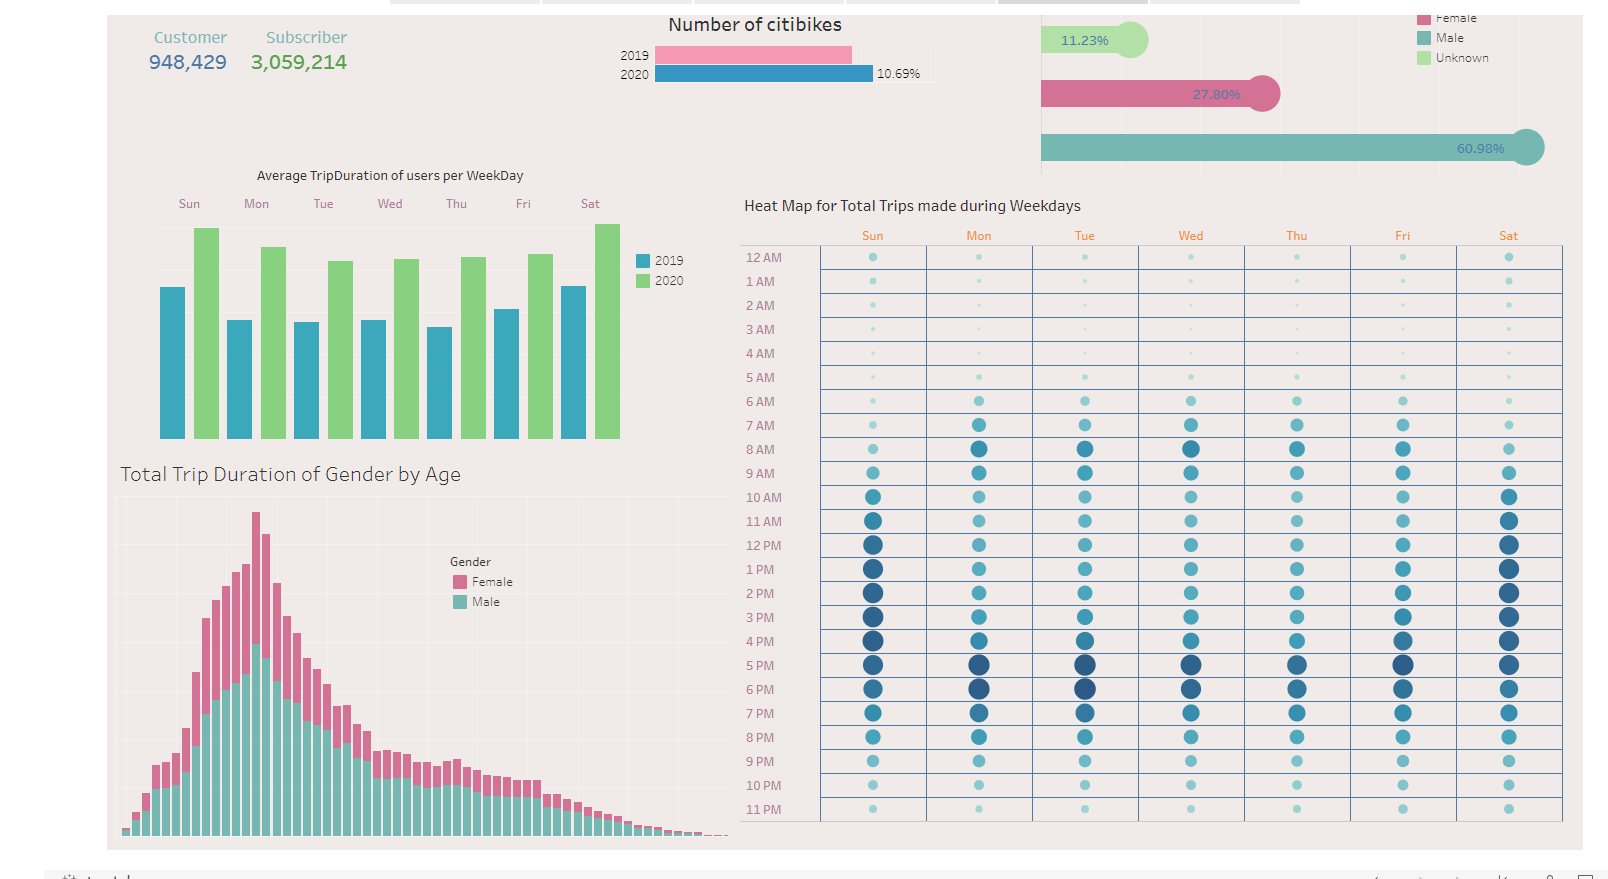 Customer Subscriber
948,429 3,059,214
Number of citibikes
2019
2020 10.69%
11.23%
27.80%
60.98%
Female
Male
Unknown
Average TripDuration of users per WeekDay
Sun Mon Tue Wed Thu Fri Sat
2019
2020
Total Trip Duration of Gender by Age
Gender
Female
Male
Heat Map for Total Trips made during Weekdays
Sun Mon Tue Wed Thu Fri Sat
12 AM
1 AM
2 AM
3 AM
4 AM
5 AM
6 AM
7 AM
8 AM
9 AM
10 AM
11 AM
12 PM
1 PM
2 PM
3 PM
4 PM
5 PM
6 PM
7 PM
8 PM
9 PM
10 PM
11 PM